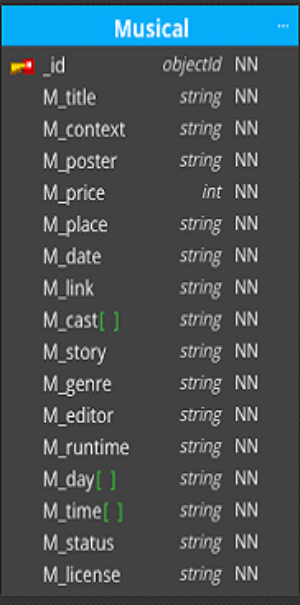 Musical ...
_id objectId NN
M_title string NN
M_context string NN
M_poster string NN
M_price int NN
M_place string NN
M_date string NN
M_link string NN
M_cast[ ] string NN
M_story string NN
M_genre string NN
M_editor string NN
M_runtime string NN
M_day[ ] string NN
M_time[ ] string NN
M_status string NN
M_license string NN